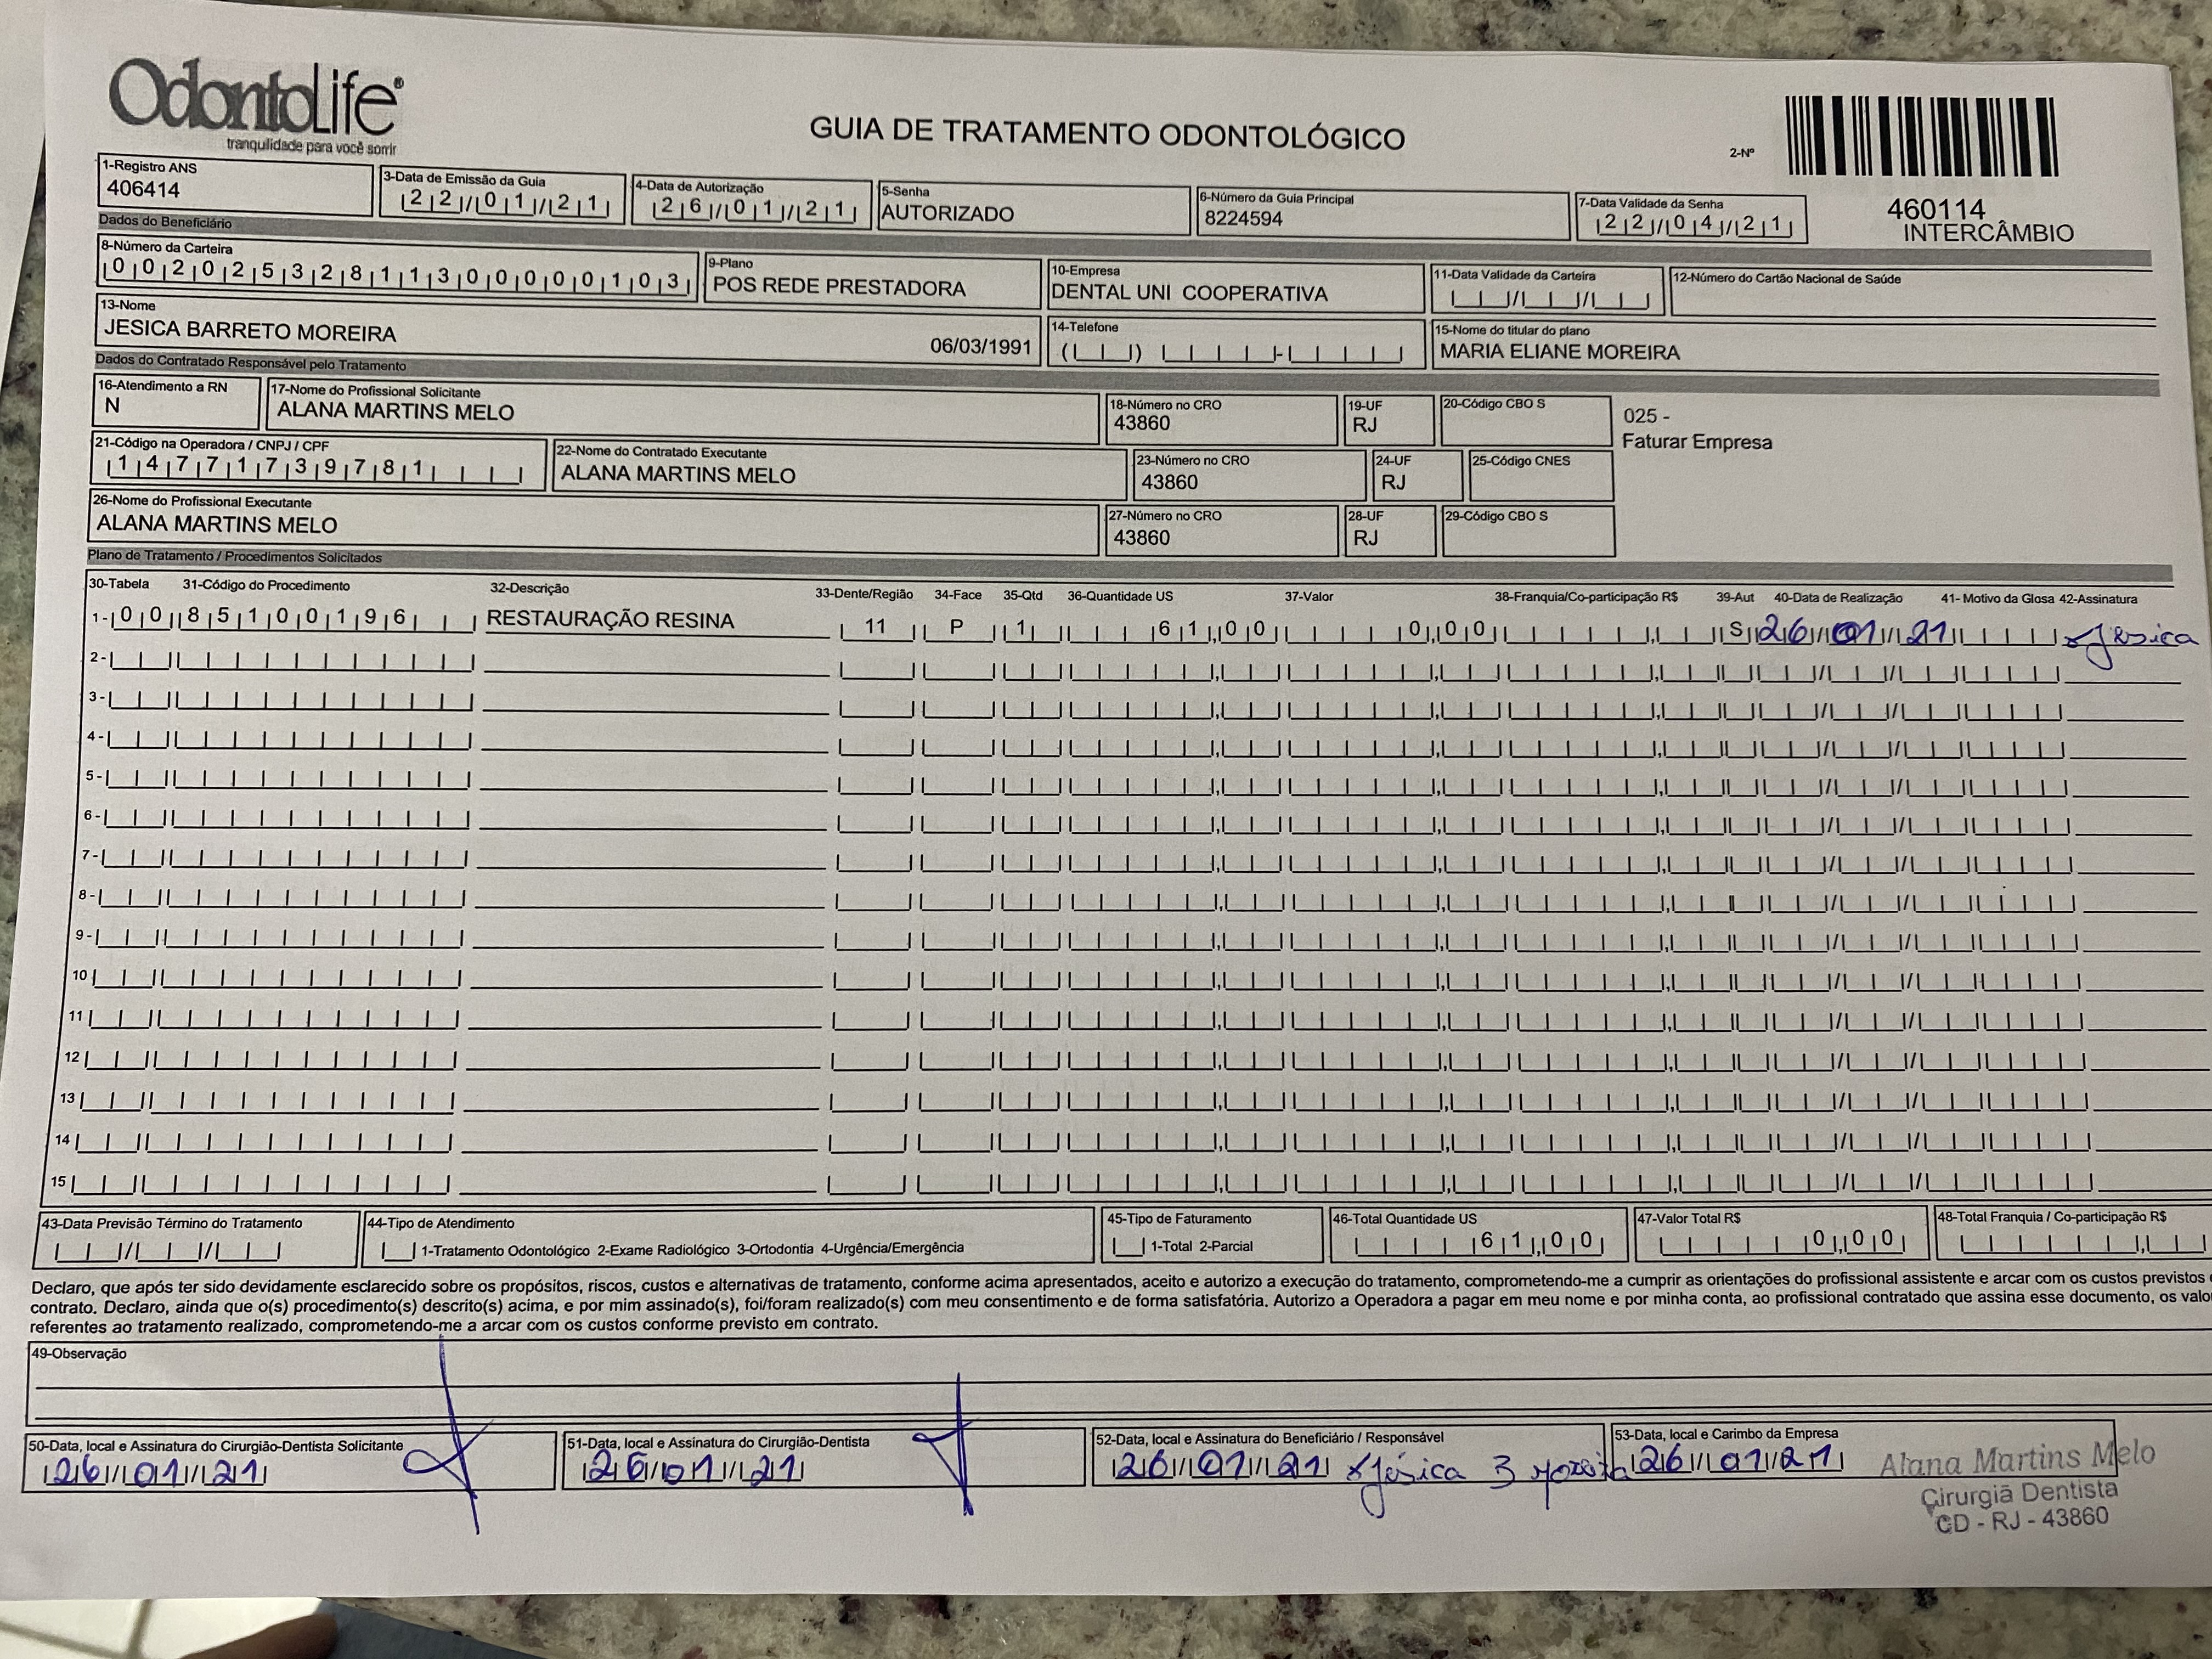 OdontoLife®
tranquilidade para você sorrir
GUIA DE TRATAMENTO ODONTOLÓGICO
2-Nº
460114
INTERCÂMBIO
1-Registro ANS
406414
3-Data de Emissão da Guia
22/01/21
4-Data de Autorização
26/01/21
5-Senha
AUTORIZADO
6-Número da Guia Principal
8224594
7-Data Validade da Senha
22/04/21
Dados do Beneficiário
8-Número da Carteira
00202532811300000103
9-Plano
POS REDE PRESTADORA
10-Empresa
DENTAL UNI COOPERATIVA
11-Data Validade da Carteira
12-Número do Cartão Nacional de Saúde
13-Nome
JESICA BARRETO MOREIRA 06/03/1991
14-Telefone
15-Nome do titular do plano
MARIA ELIANE MOREIRA
Dados do Contratado Responsável pelo Tratamento
16-Atendimento a RN
N
17-Nome do Profissional Solicitante
ALANA MARTINS MELO
18-Número no CRO
43860
19-UF
RJ
20-Código CBO S
025 -
Faturar Empresa
21-Código na Operadora / CNPJ / CPF
14771739781
22-Nome do Contratado Executante
ALANA MARTINS MELO
23-Número no CRO
43860
24-UF
RJ
25-Código CNES
26-Nome do Profissional Executante
ALANA MARTINS MELO
27-Número no CRO
43860
28-UF
RJ
29-Código CBO S
Plano de Tratamento / Procedimentos Solicitados
30-Tabela 31-Código do Procedimento 32-Descrição 33-Dente/Região 34-Face 35-Qtd 36-Quantidade US 37-Valor 38-Franquia/Co-participação R$ 39-Aut 40-Data de Realização 41- Motivo da Glosa 42-Assinatura
1- 00 85100196 RESTAURAÇÃO RESINA 11 P 1 61,00 0,00 S 26/01/21 Jésica
2-
3-
4-
5-
6-
7-
8-
9-
10
11
12
13
14
15
43-Data Previsão Término do Tratamento
44-Tipo de Atendimento
1-Tratamento Odontológico 2-Exame Radiológico 3-Ortodontia 4-Urgência/Emergência
45-Tipo de Faturamento
1-Total 2-Parcial
46-Total Quantidade US
61,00
47-Valor Total R$
0,00
48-Total Franquia / Co-participação R$
Declaro, que após ter sido devidamente esclarecido sobre os propósitos, riscos, custos e alternativas de tratamento, conforme acima apresentados, aceito e autorizo a execução do tratamento, comprometendo-me a cumprir as orientações do profissional assistente e arcar com os custos previstos
contrato. Declaro, ainda que o(s) procedimento(s) descrito(s) acima, e por mim assinado(s), foi/foram realizado(s) com meu consentimento e de forma satisfatória. Autorizo a Operadora a pagar em meu nome e por minha conta, ao profissional contratado que assina esse documento, os
referentes ao tratamento realizado, comprometendo-me a arcar com os custos conforme previsto em contrato.
49-Observação
50-Data, local e Assinatura do Cirurgião-Dentista Solicitante
26/01/21
51-Data, local e Assinatura do Cirurgião-Dentista
26/01/21
52-Data, local e Assinatura do Beneficiário / Responsável
26/01/21 Jésica B Moreira
53-Data, local e Carimbo da Empresa
26/01/21
Alana Martins Melo
Cirurgiã Dentista
CD - RJ - 43860